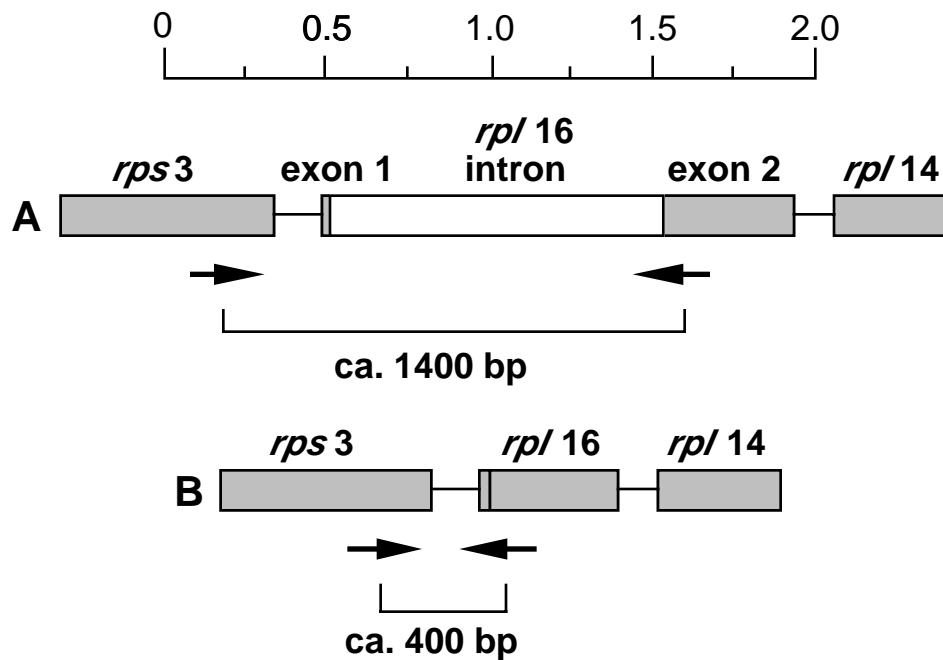 0 0.5 1.0 1.5 2.0
rpl 16
rps 3 exon 1 intron exon 2 rpl 14
A
ca. 1400 bp
rps 3 rpl 16 rpl 14
B
ca. 400 bp